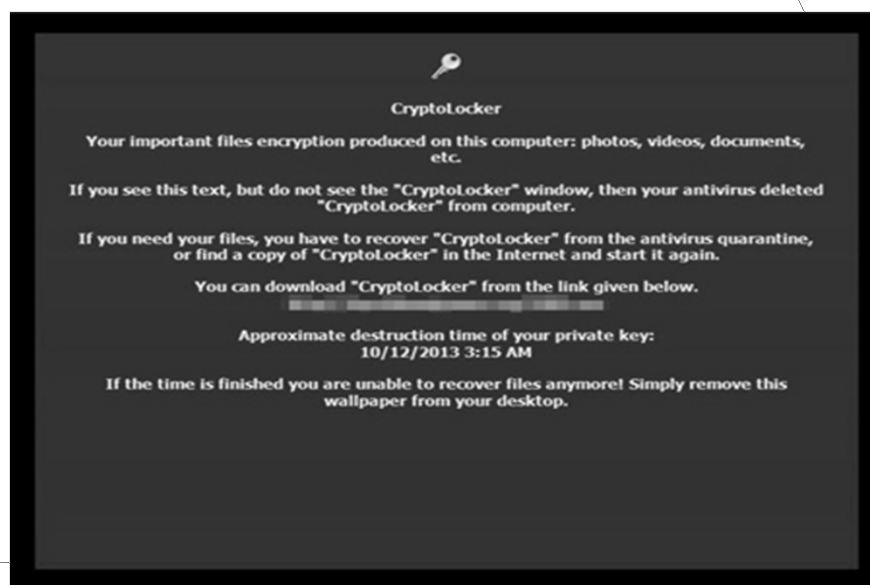 CryptoLocker
Your important files encryption produced on this computer: photos, videos, documents,
etc.
If you see this text, but do not see the "CryptoLocker" window, then your antivirus deleted
"CryptoLocker" from computer.
If you need your files, you have to recover "CryptoLocker" from the antivirus quarantine,
or find a copy of "CryptoLocker" in the Internet and start it again.
You can download "CryptoLocker" from the link given below.
Approximate destruction time of your private key:
10/12/2013 3:15 AM
If the time is finished you are unable to recover files anymore! Simply remove this
wallpaper from your desktop.